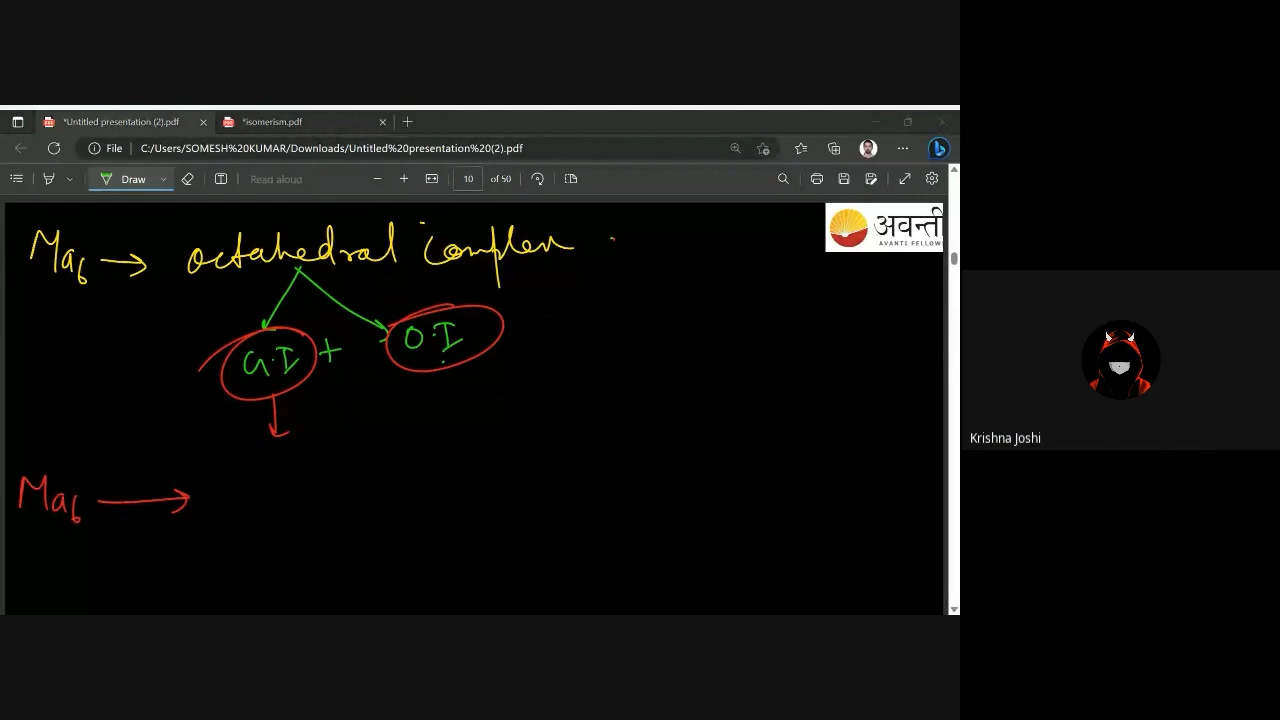 *Untitled presentation (2).pdf
*isomerism.pdf
File
C:/Users/SOMESH%20KUMAR/Downloads/Untitled%20presentation%20(2).pdf
Draw
Read aloud
10
of 50
Ma6 → octahedral complex
अवन्ती
AVANTI FELLOW
G.I + O.I
Krishna Joshi
Ma6 →